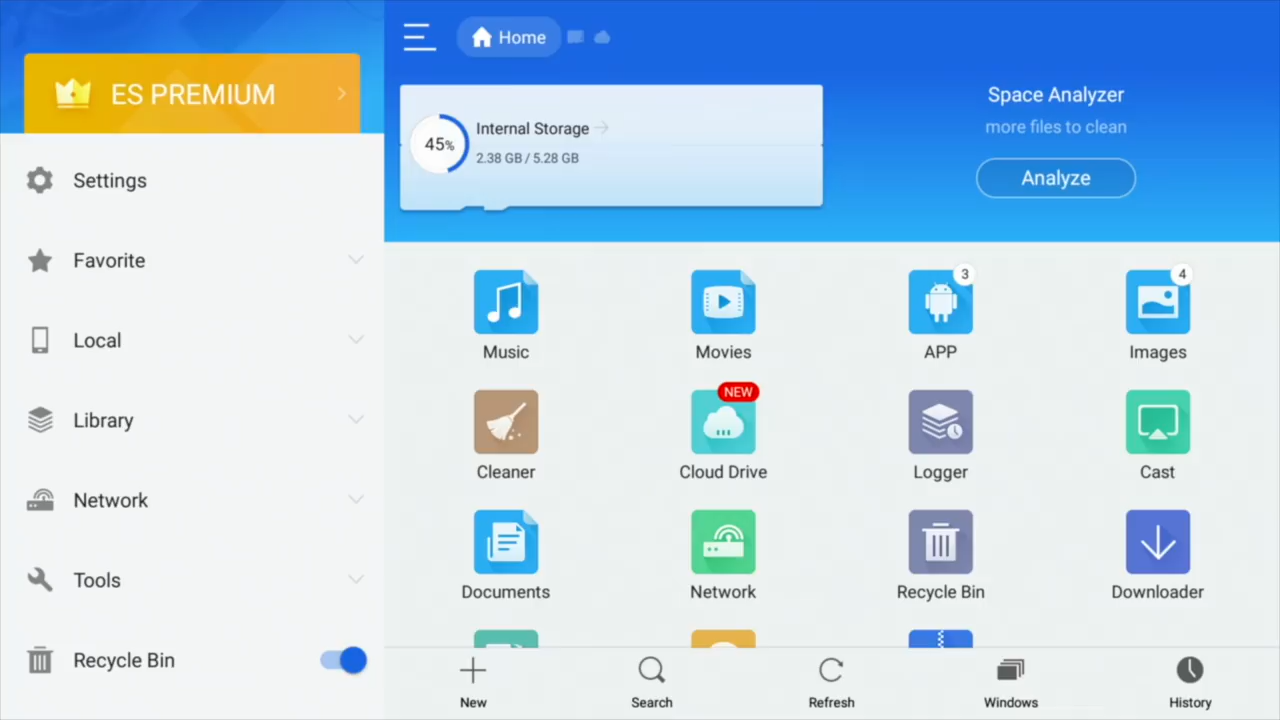 ES PREMIUM
Settings
Favorite
Local
Library
Network
Tools
Recycle Bin
Home
45%
Internal Storage
2.38 GB / 5.28 GB
Space Analyzer
more files to clean
Analyze
3
4
Music
Movies
APP
Images
NEW
Cleaner
Cloud Drive
Logger
Cast
Documents
Network
Recycle Bin
Downloader
New
Search
Refresh
Windows
History